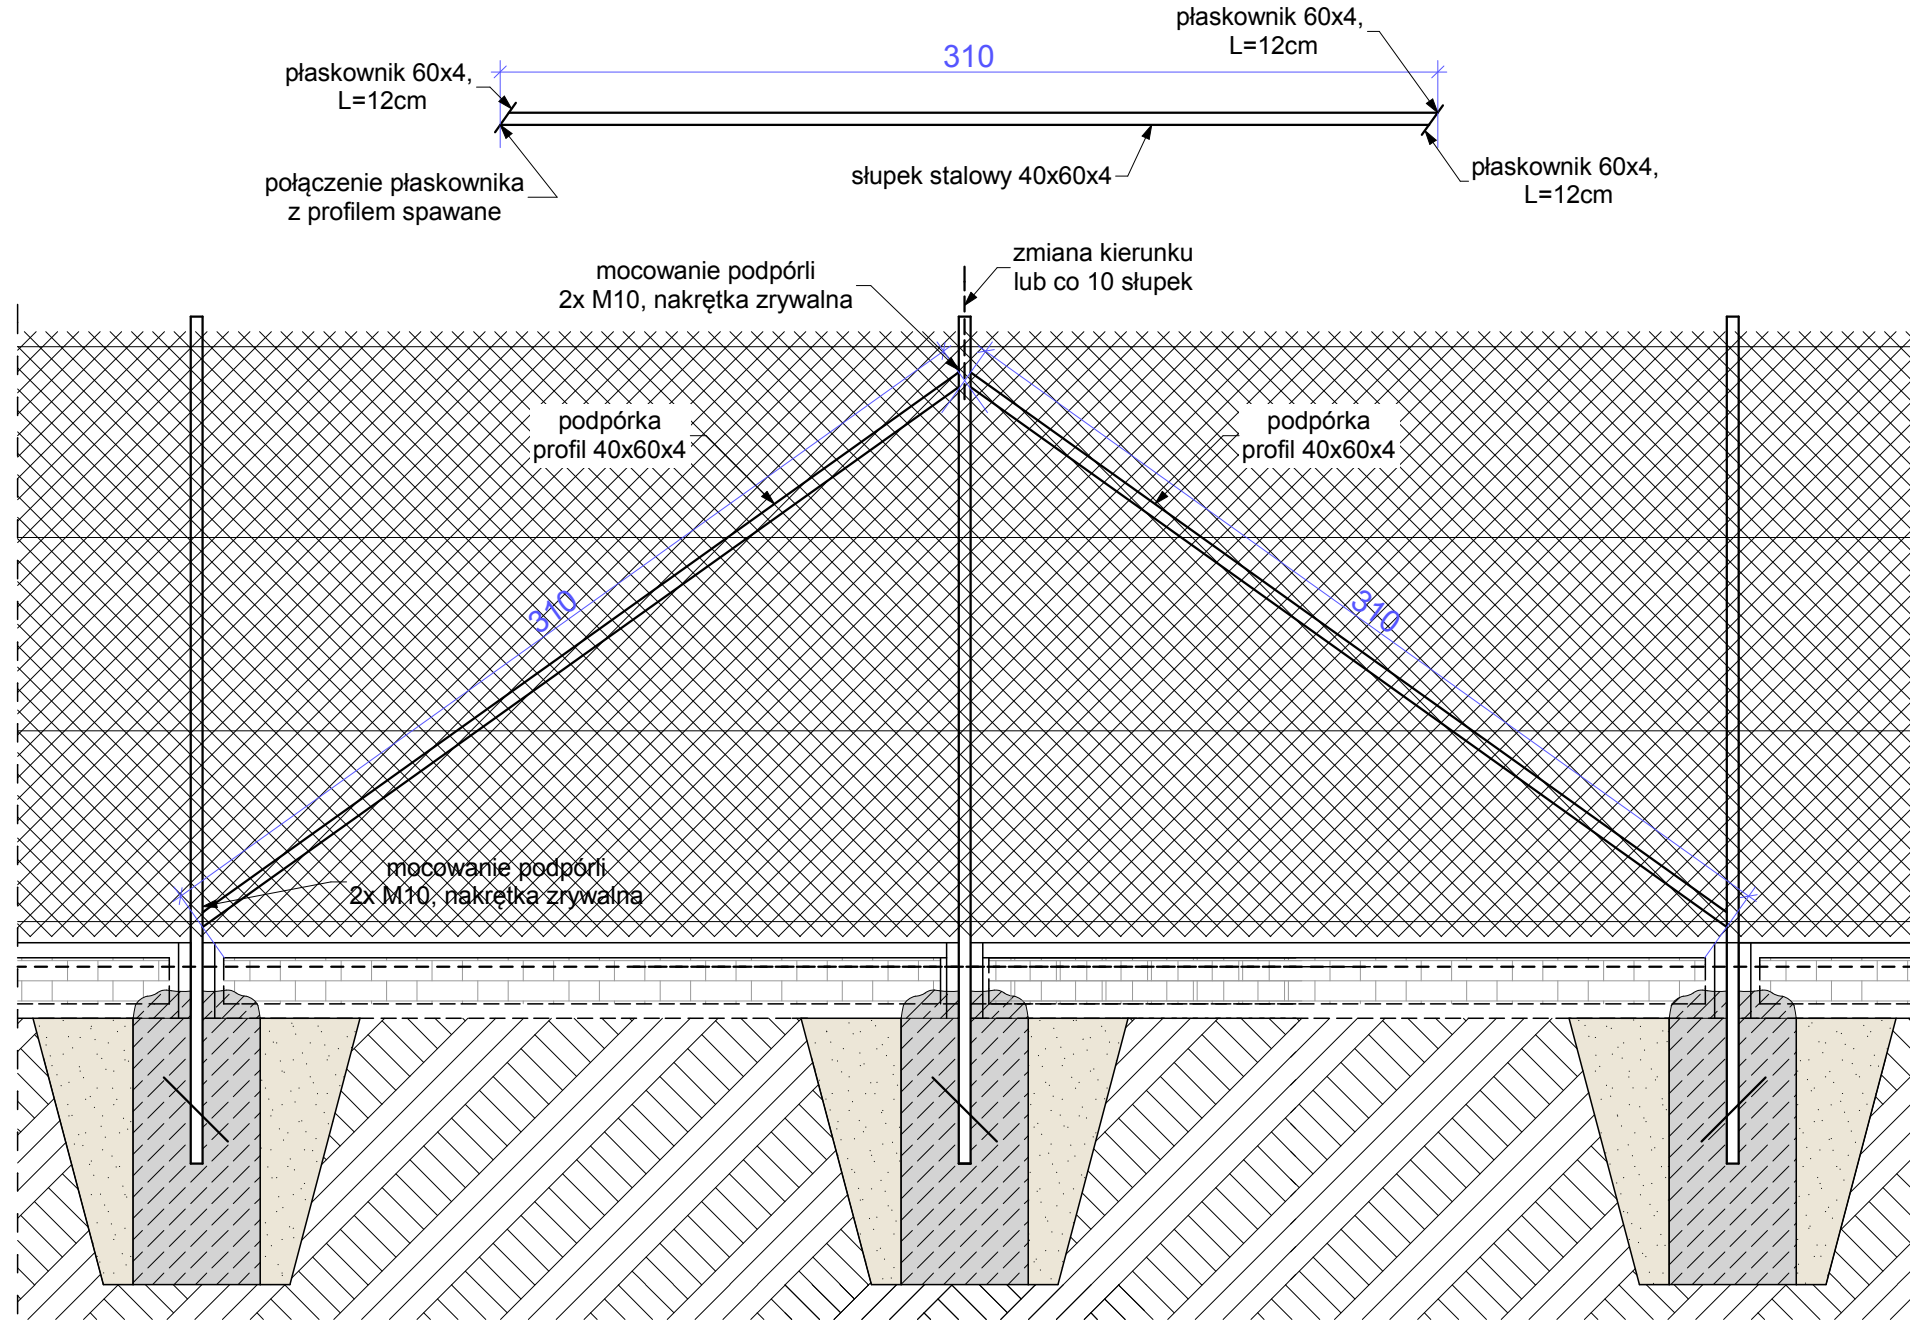 płaskownik 60x4,
L=12cm
310
płaskownik 60x4,
L=12cm
połączenie płaskownika
z profilem spawane
słupek stalowy 40x60x4
płaskownik 60x4,
L=12cm
mocowanie podpórli
2x M10, nakrętka zrywalna
zmiana kierunku
lub co 10 słupek
podpórka
profil 40x60x4
podpórka
profil 40x60x4
310
310
mocowanie podpórli
2x M10, nakrętka zrywalna